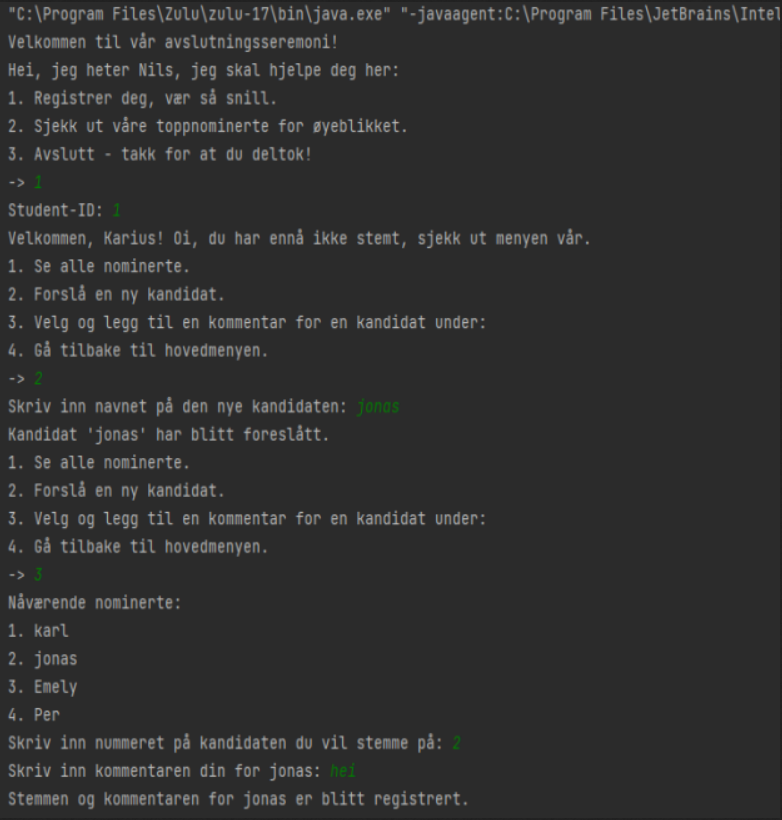 "C:\Program Files\Zulu\zulu-17\bin\java.exe" "-javaagent:C:\Program Files\JetBrains\Intel
Velkommen til vår avslutningsseremoni!
Hei, jeg heter Nils, jeg skal hjelpe deg her:
1. Registrer deg, vær så snill.
2. Sjekk ut våre toppnominerte for øyeblikket.
3. Avslutt - takk for at du deltok!
-> 1
Student-ID: 1
Velkommen, Karius! Oi, du har ennå ikke stemt, sjekk ut menyen vår.
1. Se alle nominerte.
2. Forslå en ny kandidat.
3. Velg og legg til en kommentar for en kandidat under:
4. Gå tilbake til hovedmenyen.
-> 2
Skriv inn navnet på den nye kandidaten: jonas
Kandidat 'jonas' har blitt foreslått.
1. Se alle nominerte.
2. Forslå en ny kandidat.
3. Velg og legg til en kommentar for en kandidat under:
4. Gå tilbake til hovedmenyen.
-> 3
Nåværende nominerte:
1. karl
2. jonas
3. Emely
4. Per
Skriv inn nummeret på kandidaten du vil stemme på: 2
Skriv inn kommentaren din for jonas: hei
Stemmen og kommentaren for jonas er blitt registrert.